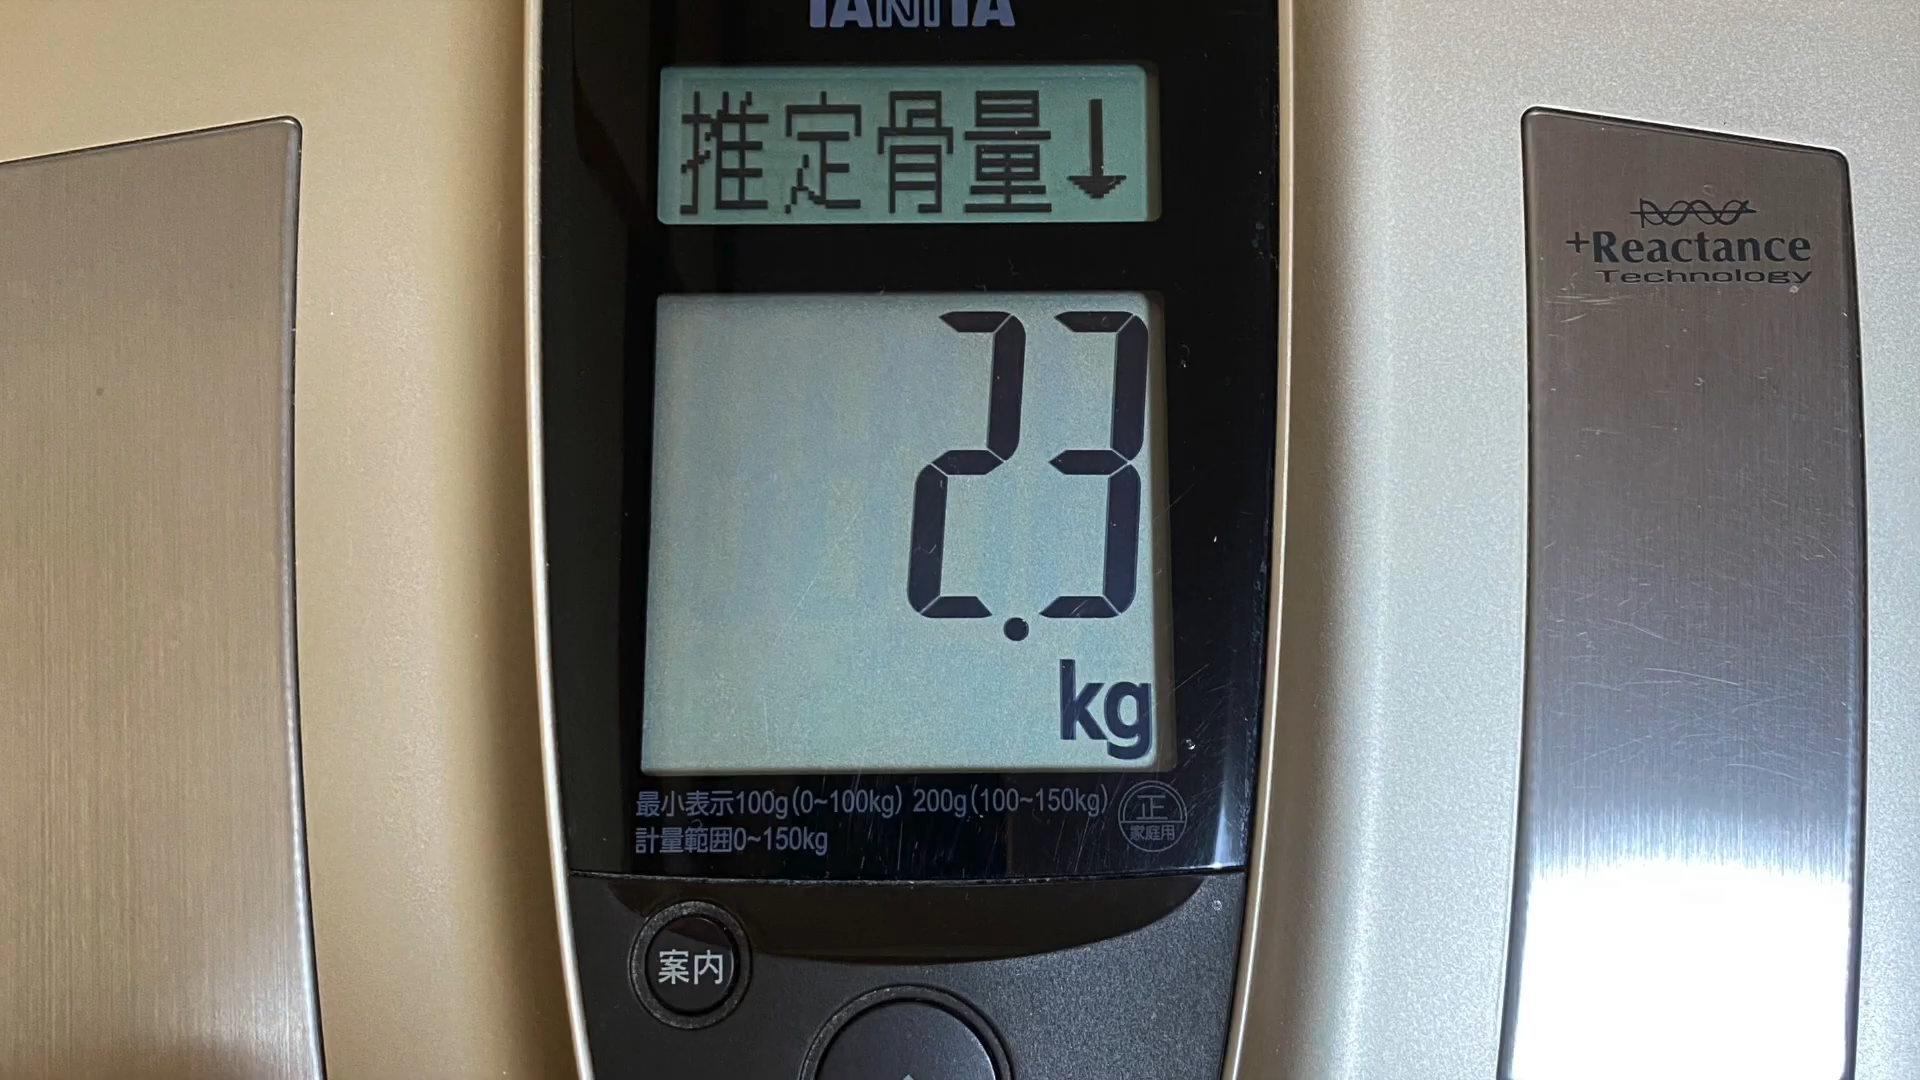 TANITA
推定骨量↓
+Reactance
Technology
2.3
kg
最小表示100g(0~100kg) 200g(100~150kg)
計量範囲0~150kg
正
家庭用
案内